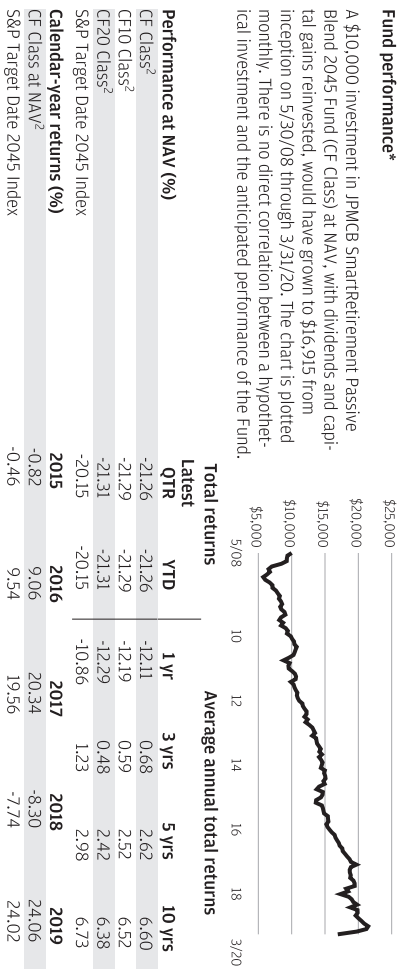 Fund performance*
A $10,000 investment in JPMCB SmartRetirement Passive
Blend 2045 Fund (CF Class) at NAV, with dividends and capi-
tal gains reinvested, would have grown to $16,915 from
inception on 5/30/08 through 3/31/20. The chart is plotted
monthly. There is no direct correlation between a hypothet-
ical investment and the anticipated performance of the Fund.
$25,000
$20,000
$15,000
$10,000
$5,000
5/08 10 12 14 16 18 3/20
Total returns Average annual total returns
Performance at NAV (%) Latest QTR YTD 1 yr 3 yrs 5 yrs 10 yrs
CF Class² -21.26 -21.26 -12.11 0.68 2.62 6.60
CF10 Class² -21.29 -21.29 -12.19 0.59 2.52 6.52
CF20 Class² -21.31 -21.31 -12.29 0.48 2.42 6.38
S&P Target Date 2045 Index -20.15 -20.15 -10.86 1.23 2.98 6.73
Calendar-year returns (%) 2015 2016 2017 2018 2019
CF Class at NAV² -0.82 9.06 20.34 -8.30 24.06
S&P Target Date 2045 Index -0.46 9.54 19.56 -7.74 24.02